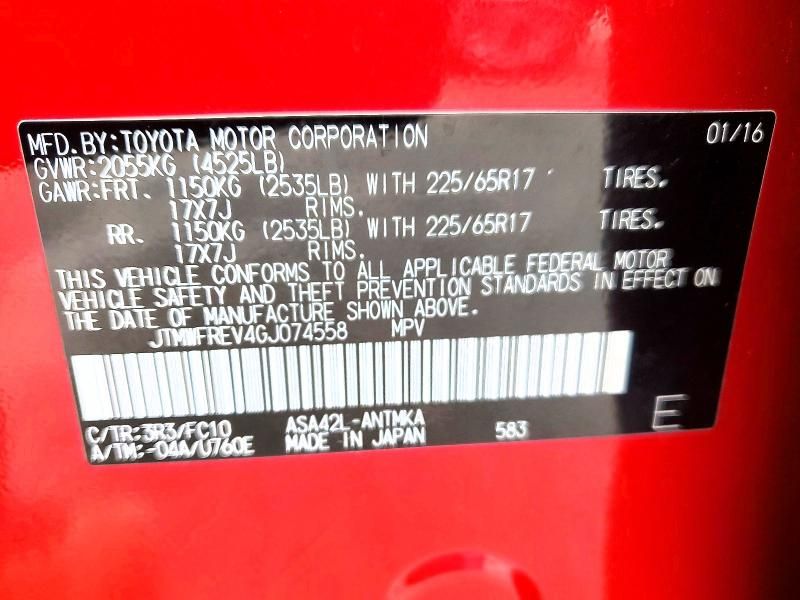 MFD.BY:TOYOTA MOTOR CORPORATION 01/16
GVWR:2055KG (4525LB)
GAWR:FRT. 1150KG (2535LB) WITH 225/65R17 TIRES.
17X7J RIMS.
RR. 1150KG (2535LB) WITH 225/65R17 TIRES.
17X7J RIMS.
THIS VEHICLE CONFORMS TO ALL APPLICABLE FEDERAL MOTOR
VEHICLE SAFETY AND THEFT PREVENTION STANDARDS IN EFFECT ON
THE DATE OF MANUFACTURE SHOWN ABOVE.
JTMWFREV4GJ074558 MPV
C/TR:3R3/FC10 ASA42L-ANTMKA 583 E
A/TM:-04A/U760E MADE IN JAPAN